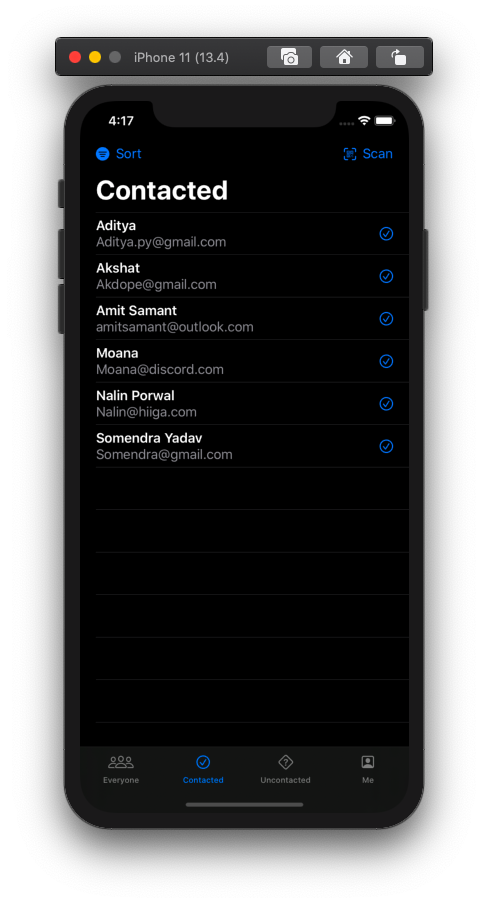 iPhone 11 (13.4)
4:17
Sort
Scan
Contacted
Aditya
Aditya.py@gmail.com
Akshat
Akdope@gmail.com
Amit Samant
amitsamant@outlook.com
Moana
Moana@discord.com
Nalin Porwal
Nalin@hiiga.com
Somendra Yadav
Somendra@gmail.com
Everyone
Contacted
Uncontacted
Me